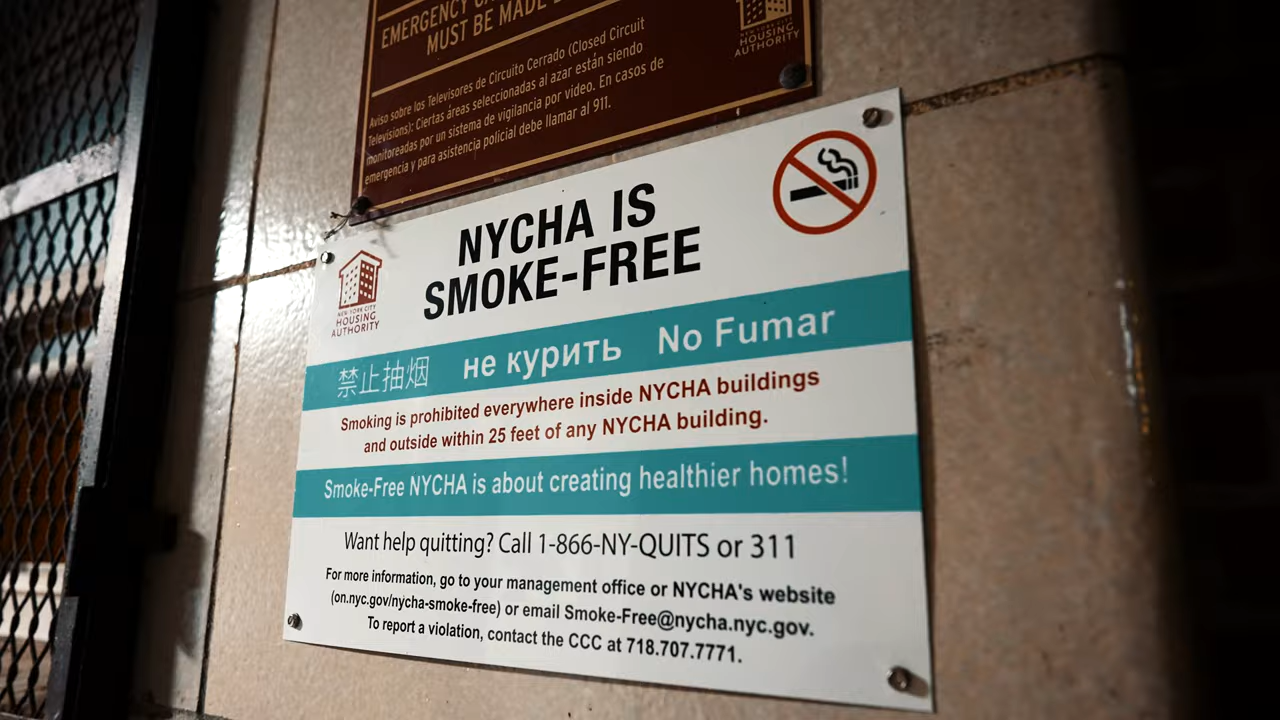 EMERGENCY
MUST BE MADE
Aviso sobre los Televisores de Circuito Cerrado (Closed Circuit
Televisions): Ciertas áreas seleccionadas al azar están siendo
monitoreadas por un sistema de vigilancia por video. En casos de
emergencia y para asistencia policial debe llamar al 911.
NEW YORK CITY
HOUSING
AUTHORITY
NYCHA IS
SMOKE-FREE
NEW YORK CITY
HOUSING
AUTHORITY
禁止抽烟 не курить No Fumar
Smoking is prohibited everywhere inside NYCHA buildings
and outside within 25 feet of any NYCHA building.
Smoke-Free NYCHA is about creating healthier homes!
Want help quitting? Call 1-866-NY-QUITS or 311
For more information, go to your management office or NYCHA's website
(on.nyc.gov/nycha-smoke-free) or email Smoke-Free@nycha.nyc.gov.
To report a violation, contact the CCC at 718.707.7771.